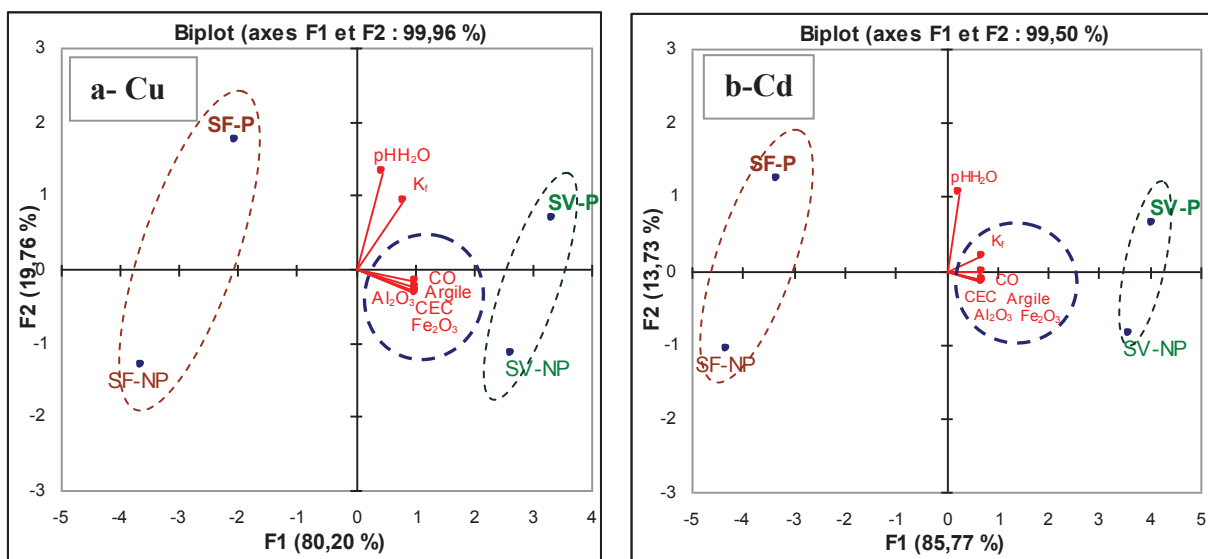 Biplot (axes F1 et F2 : 99,96 %)
a- Cu
3
2
1
0
-1
-2
-3
F2 (19,76 %)
SF-P
pHH₂O
Kf
SV-P
CO
Al₂O₃
Argile
CEC
Fe₂O₃
SF-NP
SV-NP
-5
-4
-3
-2
-1
0
1
2
3
4
F1 (80,20 %)
Biplot (axes F1 et F2 : 99,50 %)
b-Cd
3
2
1
0
-1
-2
-3
F2 (13,73 %)
SF-P
pHH₂O
SV-P
Kf
CO
CEC
Argile
Al₂O₃
Fe₂O₃
SF-NP
SV-NP
-5
-4
-3
-2
-1
0
1
2
3
4
5
F1 (85,77 %)